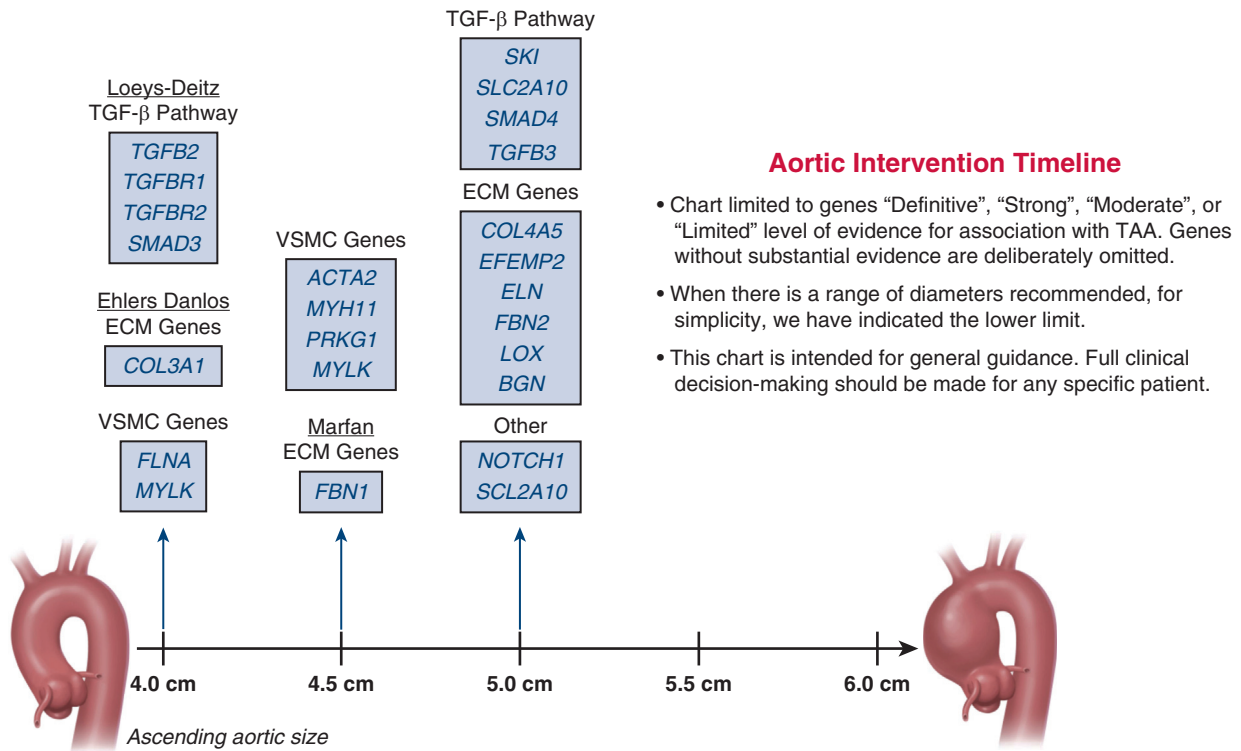 Loeys-Deitz
TGF-β Pathway
TGFB2
TGFBR1
TGFBR2
SMAD3
Ehlers Danlos
ECM Genes
COL3A1
VSMC Genes
FLNA
MYLK
VSMC Genes
ACTA2
MYH11
PRKG1
MYLK
Marfan
ECM Genes
FBN1
TGF-β Pathway
SKI
SLC2A10
SMAD4
TGFB3
ECM Genes
COL4A5
EFEMP2
ELN
FBN2
LOX
BGN
Other
NOTCH1
SCL2A10
Aortic Intervention Timeline
• Chart limited to genes “Definitive”, “Strong”, “Moderate”, or
“Limited” level of evidence for association with TAA. Genes
without substantial evidence are deliberately omitted.
• When there is a range of diameters recommended, for
simplicity, we have indicated the lower limit.
• This chart is intended for general guidance. Full clinical
decision-making should be made for any specific patient.
4.0 cm
4.5 cm
5.0 cm
5.5 cm
6.0 cm
Ascending aortic size